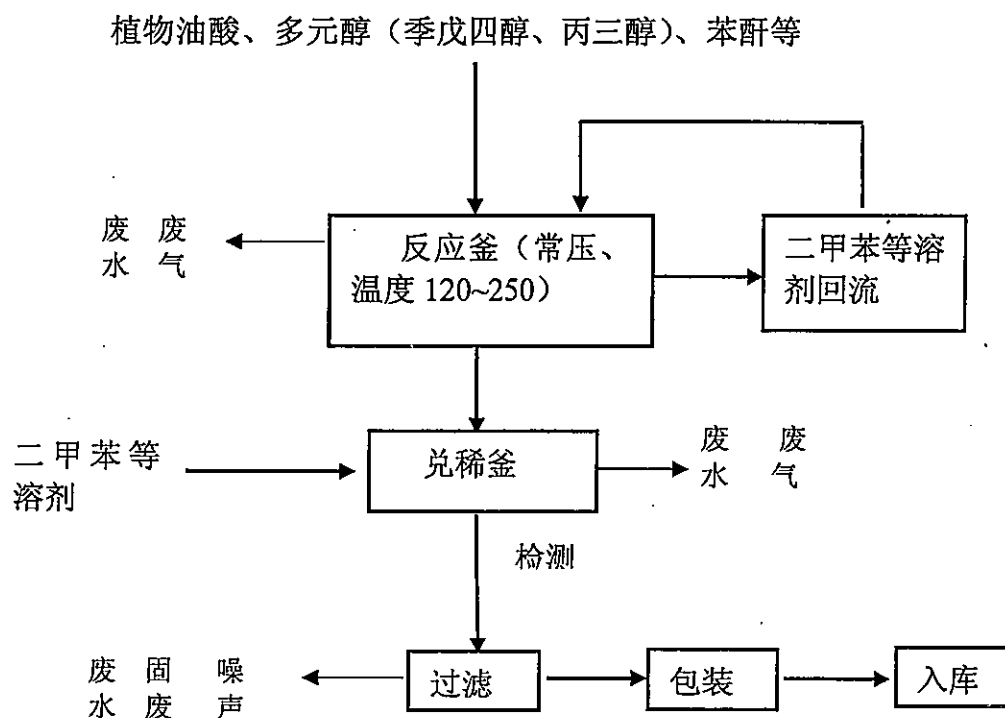 植物油酸、多元醇（季戊四醇、丙三醇）、苯酐等
废 废
水 气
反应釜（常压、
温度 120~250）
二甲苯等溶
剂回流
二甲苯等
溶剂
兑稀釜
废 废
水 气
检测
废 固 噪
水 废 声
过滤
包装
入库